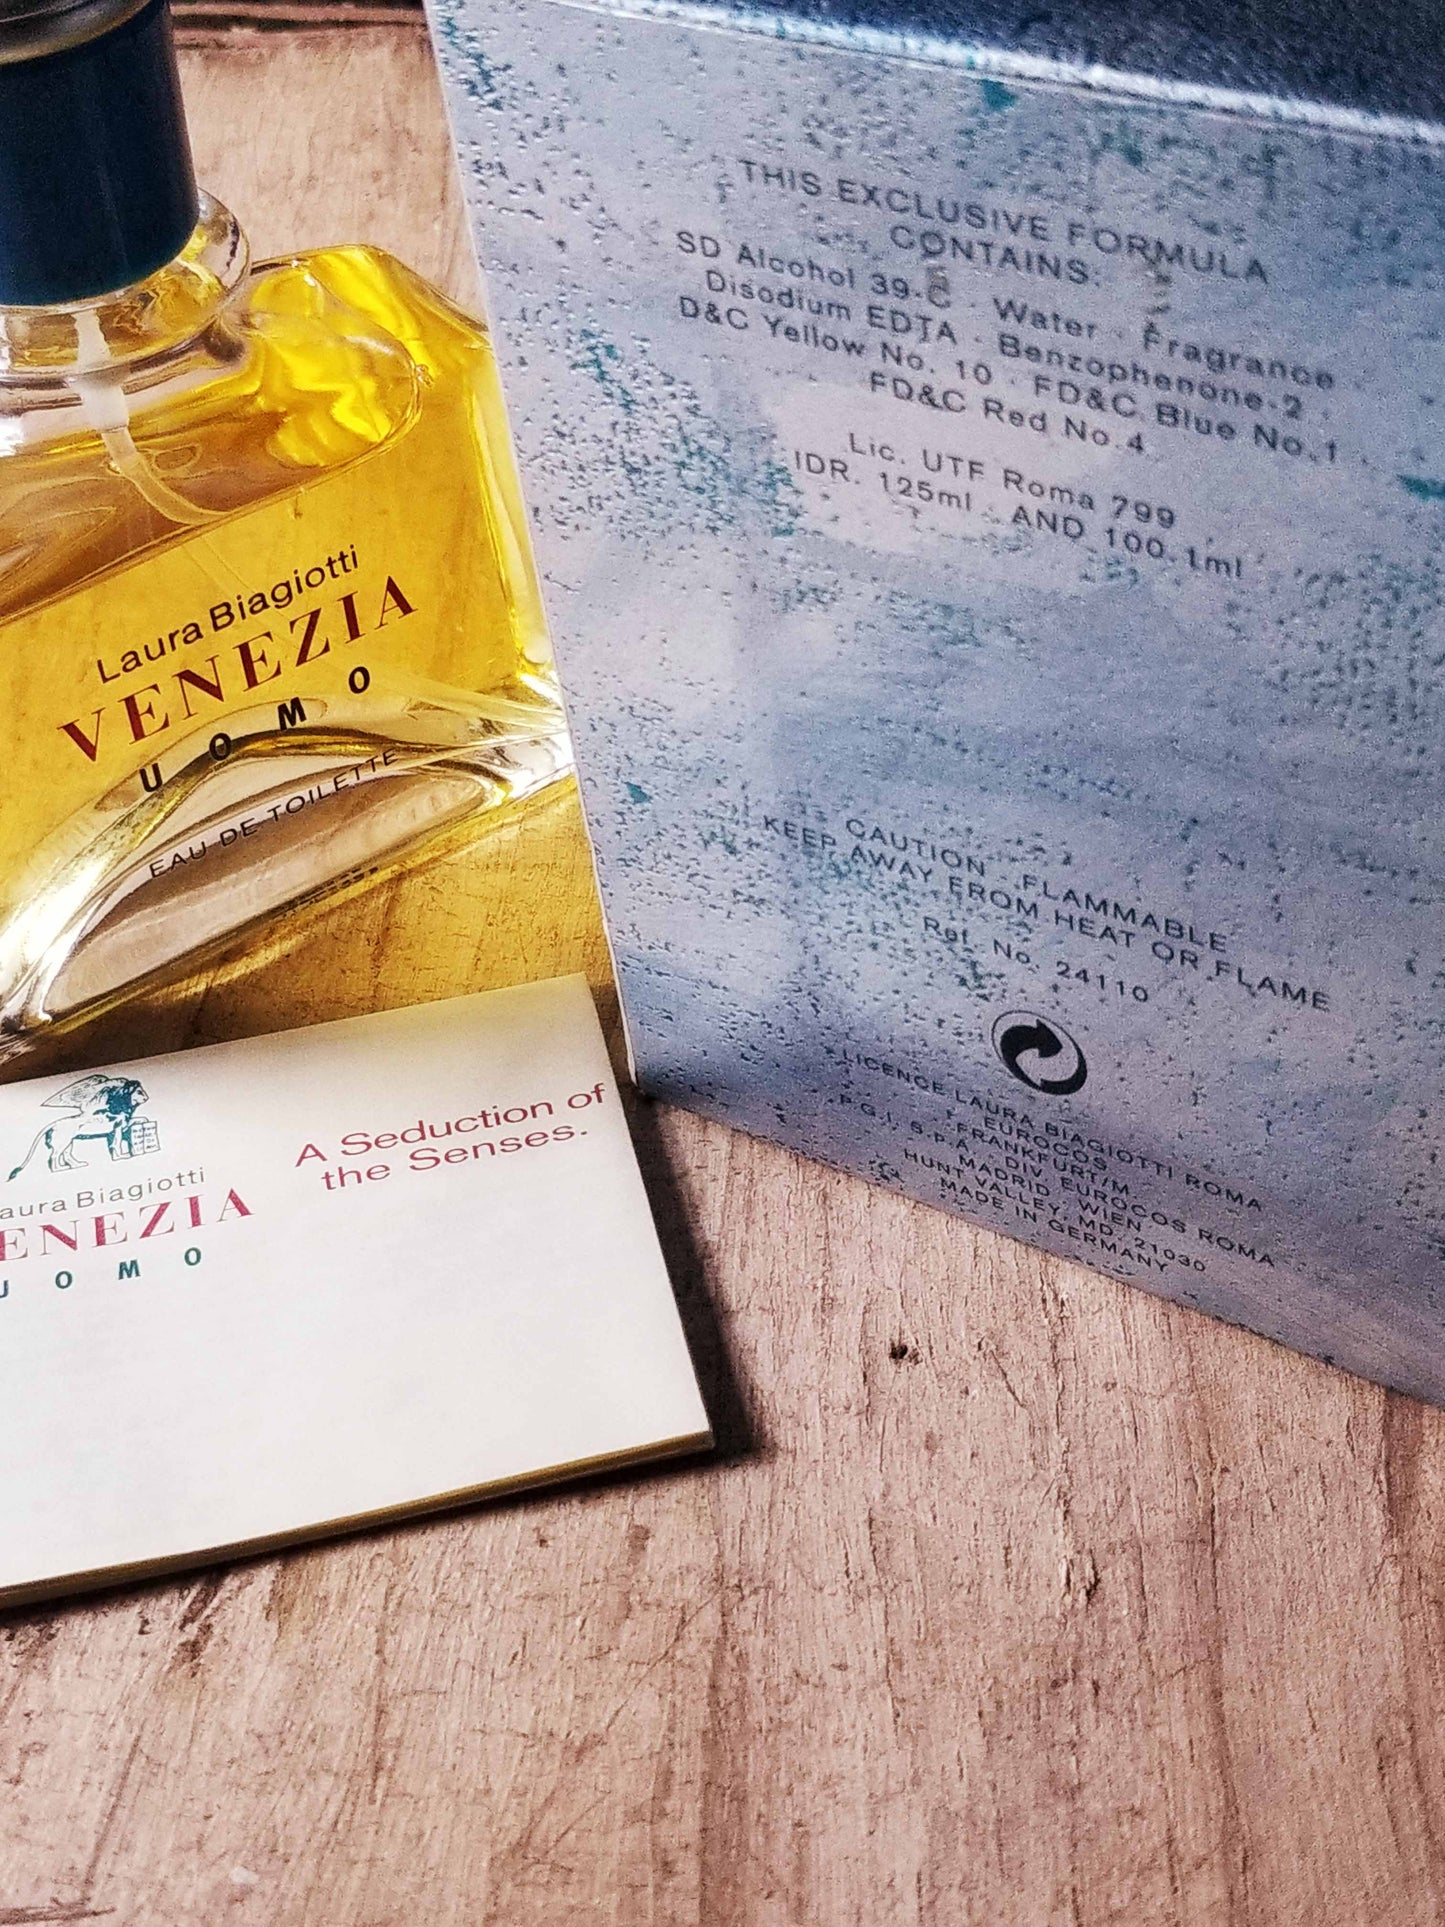 Laura Biagiotti
VENEZIA
UOMO
EAU DE TOILETTE
THIS EXCLUSIVE FORMULA
CONTAINS:
SD Alcohol 39-C · Water · Fragrance ·
Disodium EDTA · Benzophenone-2 ·
D&C Yellow No. 10 · FD&C Blue No. 1 ·
FD&C Red No. 4
Lic. UTF Roma 799
IDR. 125ml · AND 100.1ml
CAUTION · FLAMMABLE
KEEP AWAY FROM HEAT OR FLAME
Ref. No. 24110
LICENCE LAURA BIAGIOTTI ROMA
EUROCOS
FRANKFURT/M.
P.G.I. S.P.A. DIV. EUROCOS ROMA
MADRID WIEN
HUNT VALLEY, MD. 21030
MADE IN GERMANY
aura Biagiotti
ENEZIA
UOMO
A Seduction of
the Senses.